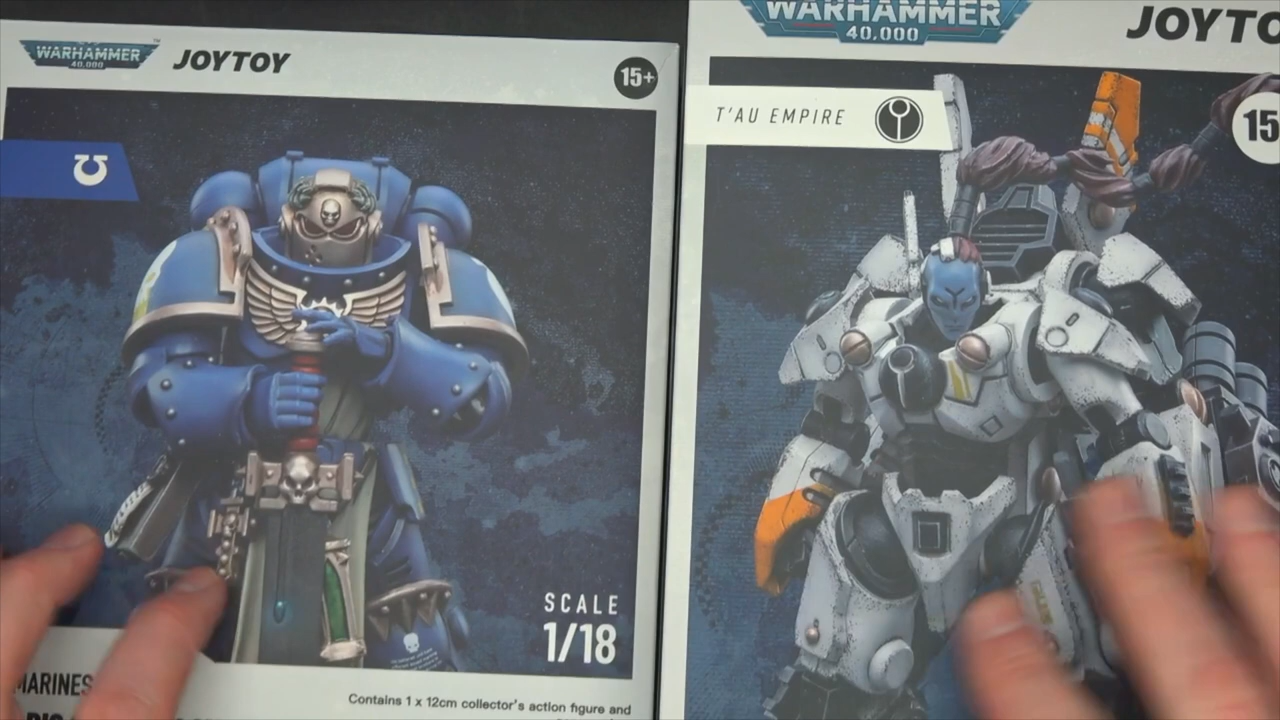 WARHAMMER
40,000
JOYTOY
15+
SCALE
1/18
MARINES
Contains 1 x 12cm collector's action figure and
WARHAMMER
40,000
JOYTO
T'AU EMPIRE
15